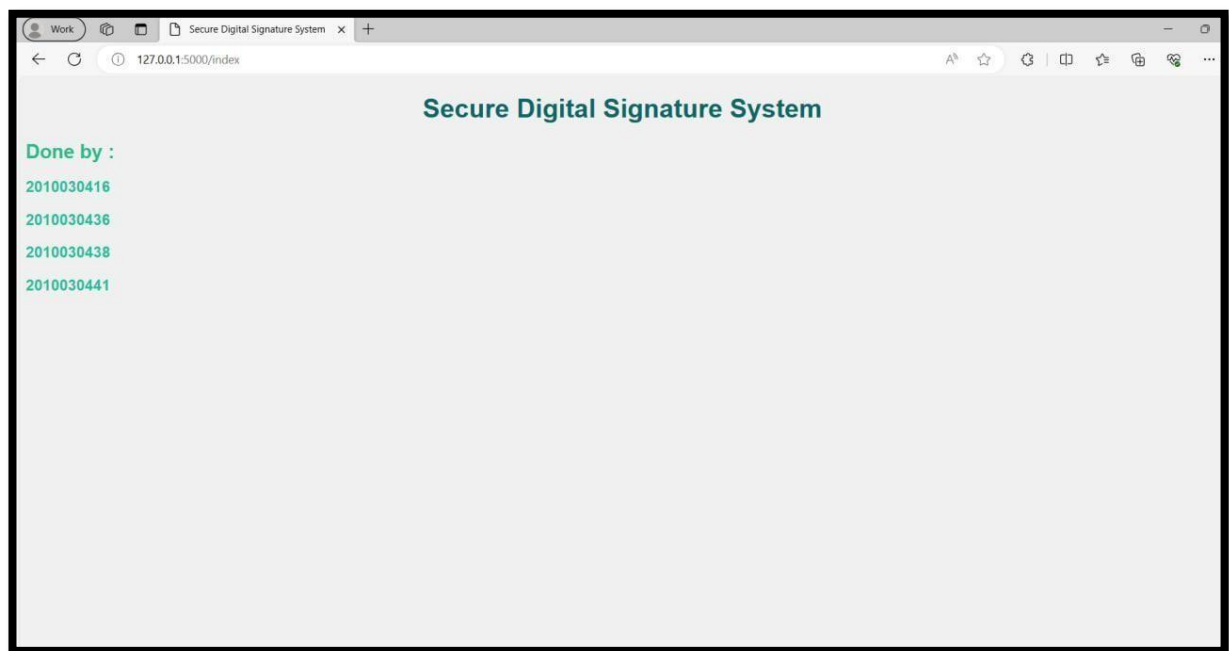 Work
Secure Digital Signature System
127.0.0.1:5000/index
Secure Digital Signature System
Done by :
2010030416
2010030436
2010030438
2010030441